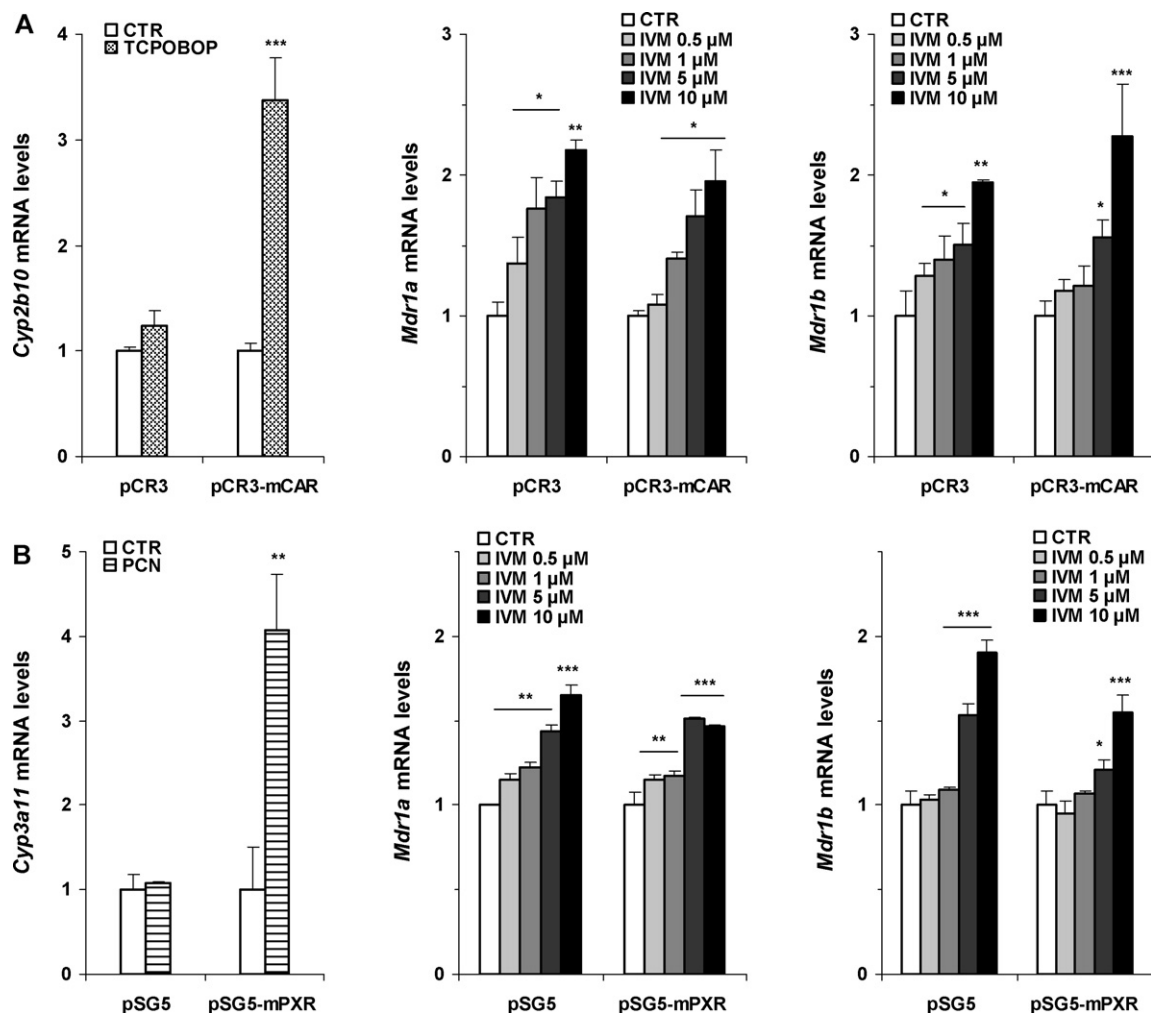 A
CTR
TCPOBOP
***
4
3
2
1
0
Cyp2b10 mRNA levels
pCR3
pCR3-mCAR
CTR
IVM 0.5 µM
IVM 1 µM
IVM 5 µM
IVM 10 µM
*
**
*
3
2
1
0
Mdr1a mRNA levels
pCR3
pCR3-mCAR
CTR
IVM 0.5 µM
IVM 1 µM
IVM 5 µM
IVM 10 µM
*
**
*
***
3
2
1
0
Mdr1b mRNA levels
pCR3
pCR3-mCAR
B
CTR
PCN
**
5
4
3
2
1
0
Cyp3a11 mRNA levels
pSG5
pSG5-mPXR
CTR
IVM 0.5 µM
IVM 1 µM
IVM 5 µM
IVM 10 µM
**
***
**
***
2
1
0
Mdr1a mRNA levels
pSG5
pSG5-mPXR
CTR
IVM 0.5 µM
IVM 1 µM
IVM 5 µM
IVM 10 µM
***
*
***
2
1
0
Mdr1b mRNA levels
pSG5
pSG5-mPXR